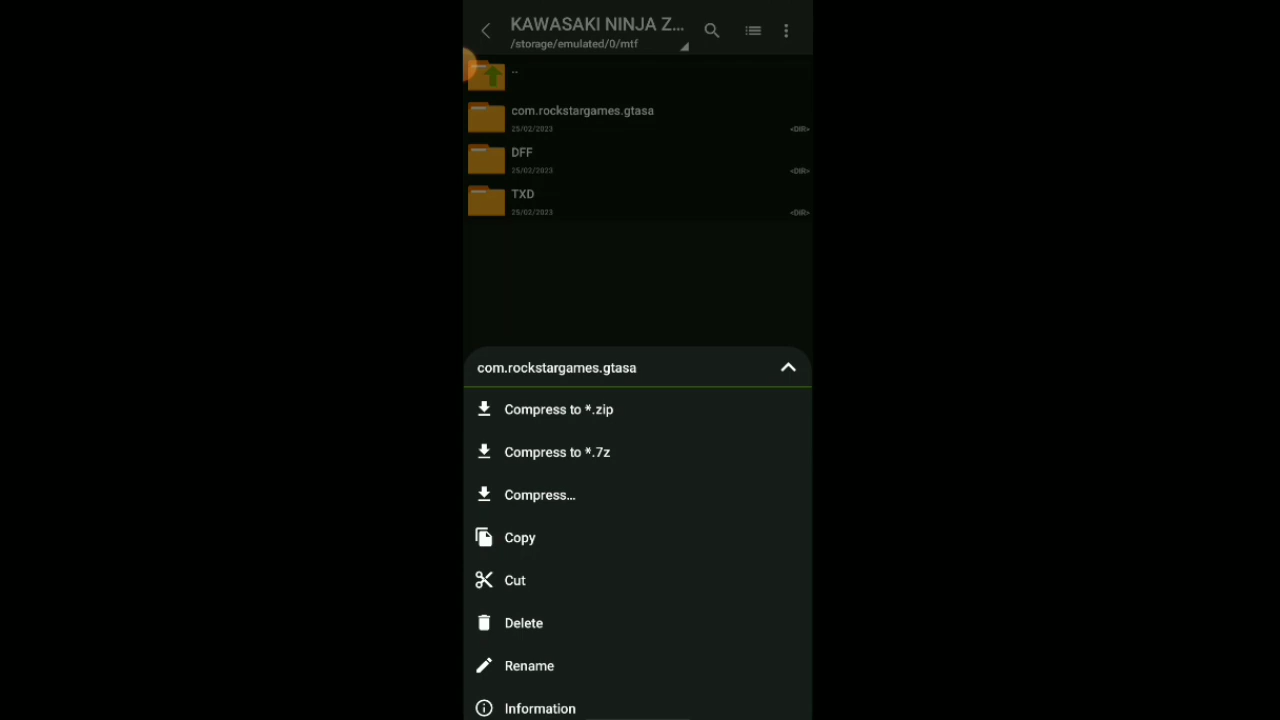 KAWASAKI NINJA Z...
/storage/emulated/0/mtf
..
com.rockstargames.gtasa
25/02/2023
<DIR>
DFF
25/02/2023
<DIR>
TXD
25/02/2023
<DIR>
com.rockstargames.gtasa
Compress to *.zip
Compress to *.7z
Compress...
Copy
Cut
Delete
Rename
Information